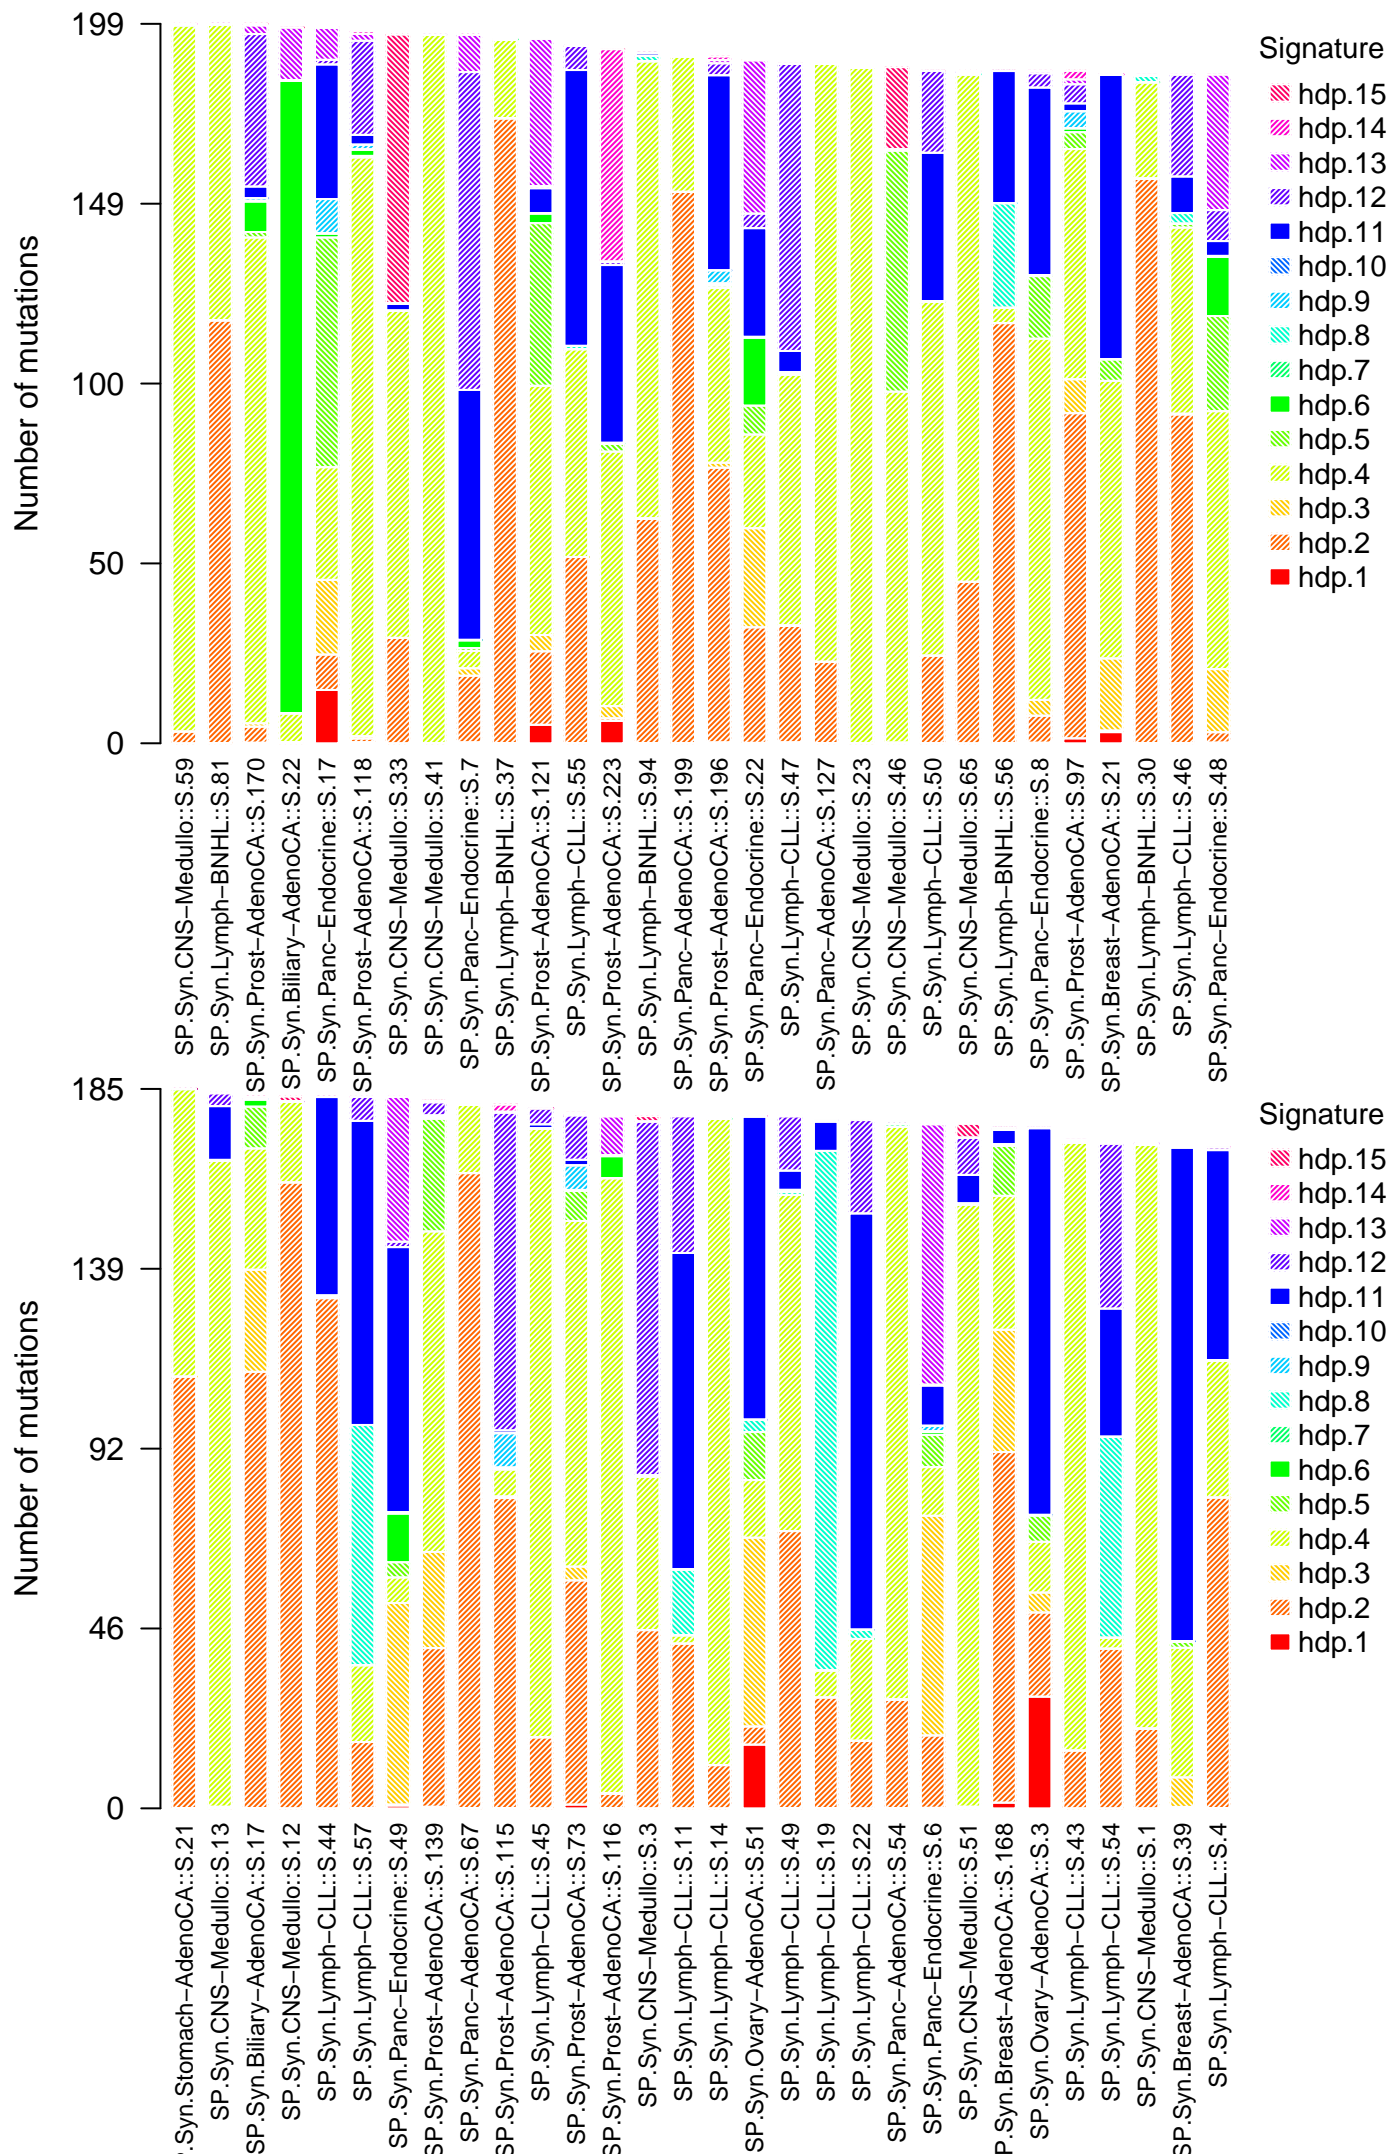 Number of mutations
199
149
100
50
0
SP.Syn.CNS−Medullo::S.59
SP.Syn.Lymph−BNHL::S.81
SP.Syn.Prost−AdenoCA::S.170
SP.Syn.Biliary−AdenoCA::S.22
SP.Syn.Panc−Endocrine::S.17
SP.Syn.Prost−AdenoCA::S.118
SP.Syn.CNS−Medullo::S.33
SP.Syn.CNS−Medullo::S.41
SP.Syn.Panc−Endocrine::S.7
SP.Syn.Lymph−BNHL::S.37
SP.Syn.Prost−AdenoCA::S.121
SP.Syn.Lymph−CLL::S.55
SP.Syn.Prost−AdenoCA::S.223
SP.Syn.Lymph−BNHL::S.94
SP.Syn.Panc−AdenoCA::S.199
SP.Syn.Prost−AdenoCA::S.196
SP.Syn.Panc−Endocrine::S.22
SP.Syn.Lymph−CLL::S.47
SP.Syn.Panc−AdenoCA::S.127
SP.Syn.CNS−Medullo::S.23
SP.Syn.CNS−Medullo::S.46
SP.Syn.Lymph−CLL::S.50
SP.Syn.CNS−Medullo::S.65
SP.Syn.Lymph−BNHL::S.56
SP.Syn.Panc−Endocrine::S.8
SP.Syn.Prost−AdenoCA::S.97
SP.Syn.Breast−AdenoCA::S.21
SP.Syn.Lymph−BNHL::S.30
SP.Syn.Lymph−CLL::S.46
SP.Syn.Panc−Endocrine::S.48
Signature
hdp.15
hdp.14
hdp.13
hdp.12
hdp.11
hdp.10
hdp.9
hdp.8
hdp.7
hdp.6
hdp.5
hdp.4
hdp.3
hdp.2
hdp.1
Number of mutations
185
139
92
46
0
P.Syn.Stomach−AdenoCA::S.21
SP.Syn.CNS−Medullo::S.13
SP.Syn.Biliary−AdenoCA::S.17
SP.Syn.CNS−Medullo::S.12
SP.Syn.Lymph−CLL::S.44
SP.Syn.Lymph−CLL::S.57
SP.Syn.Panc−Endocrine::S.49
SP.Syn.Prost−AdenoCA::S.139
SP.Syn.Panc−AdenoCA::S.67
SP.Syn.Prost−AdenoCA::S.115
SP.Syn.Lymph−CLL::S.45
SP.Syn.Prost−AdenoCA::S.73
SP.Syn.Prost−AdenoCA::S.116
SP.Syn.CNS−Medullo::S.3
SP.Syn.Lymph−CLL::S.11
SP.Syn.Lymph−CLL::S.14
SP.Syn.Ovary−AdenoCA::S.51
SP.Syn.Lymph−CLL::S.49
SP.Syn.Lymph−CLL::S.19
SP.Syn.Lymph−CLL::S.22
SP.Syn.Panc−AdenoCA::S.54
SP.Syn.Panc−Endocrine::S.6
SP.Syn.CNS−Medullo::S.51
SP.Syn.Breast−AdenoCA::S.168
SP.Syn.Ovary−AdenoCA::S.3
SP.Syn.Lymph−CLL::S.43
SP.Syn.Lymph−CLL::S.54
SP.Syn.CNS−Medullo::S.1
SP.Syn.Breast−AdenoCA::S.39
SP.Syn.Lymph−CLL::S.4
Signature
hdp.15
hdp.14
hdp.13
hdp.12
hdp.11
hdp.10
hdp.9
hdp.8
hdp.7
hdp.6
hdp.5
hdp.4
hdp.3
hdp.2
hdp.1